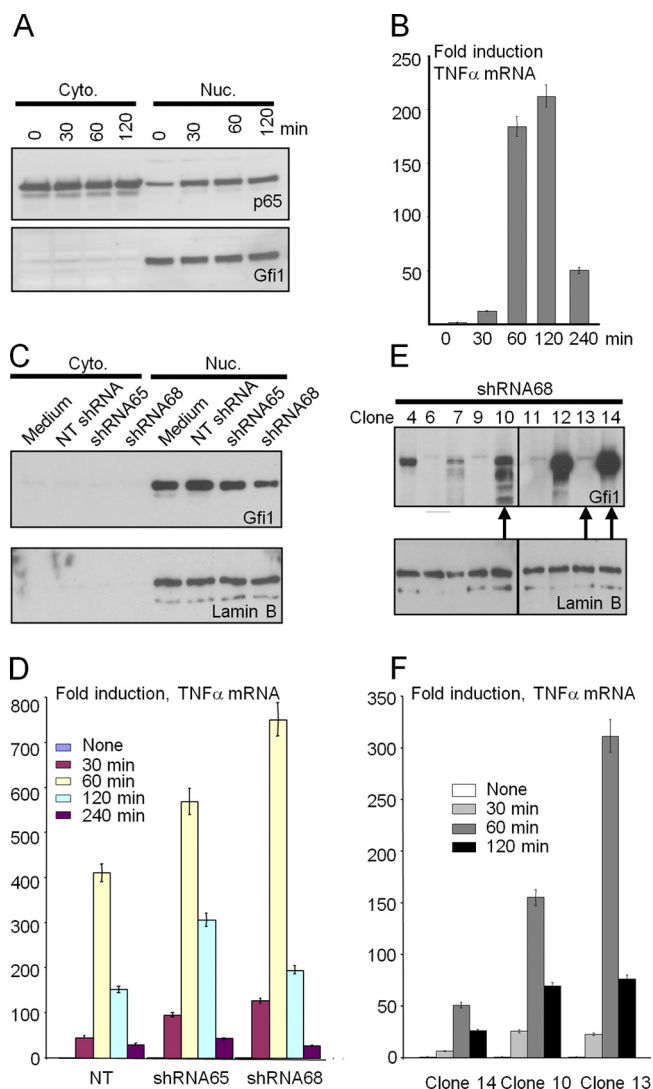 A
Cyto. Nuc.
0 30 60 120 0 30 60 120 min
p65
Gfi1
B
Fold induction
TNFα mRNA
250
200
150
100
50
0 30 60 120 240 min
C
Cyto. Nuc.
Medium NT shRNA shRNA65 shRNA68 Medium NT shRNA shRNA65 shRNA68
Gfi1
Lamin B
E
shRNA68
Clone 4 6 7 9 10 11 12 13 14
Gfi1
Lamin B
D
Fold induction, TNFα mRNA
800
700
600
500
400
300
200
100
0
None
30 min
60 min
120 min
240 min
NT shRNA65 shRNA68
F
Fold induction, TNFα mRNA
350
300
250
200
150
100
50
0
None
30 min
60 min
120 min
Clone 14 Clone 10 Clone 13